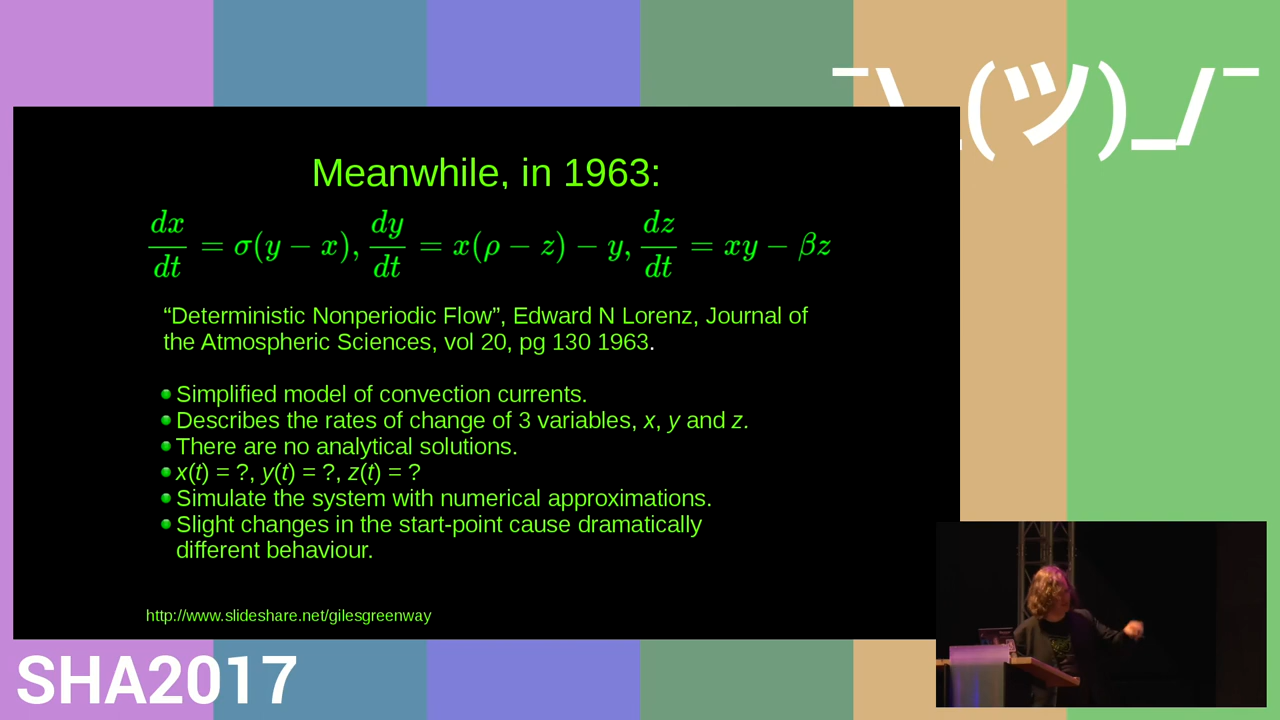 ¯\_(ツ)_/¯
Meanwhile, in 1963:
dx/dt = σ(y − x), dy/dt = x(ρ − z) − y, dz/dt = xy − βz
“Deterministic Nonperiodic Flow”, Edward N Lorenz, Journal of
the Atmospheric Sciences, vol 20, pg 130 1963.
Simplified model of convection currents.
Describes the rates of change of 3 variables, x, y and z.
There are no analytical solutions.
x(t) = ?, y(t) = ?, z(t) = ?
Simulate the system with numerical approximations.
Slight changes in the start-point cause dramatically
different behaviour.
http://www.slideshare.net/gilesgreenway
SHA2017